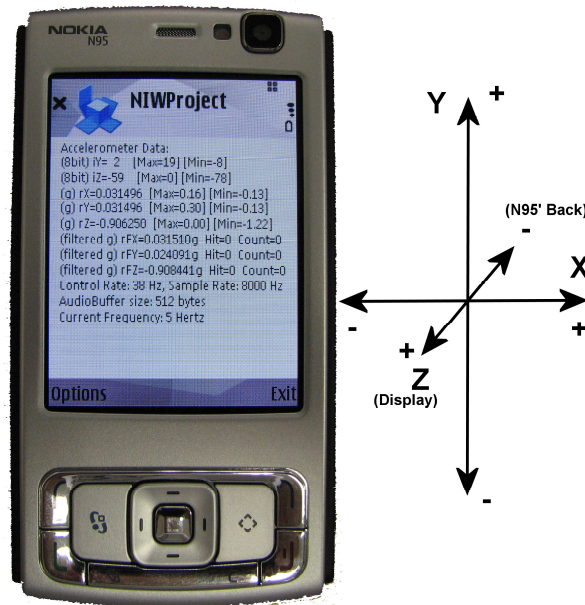 NOKIA
N95
NIWProject
Accelerometer Data:
(8bit) iY= 2 [Max=19] [Min=-8]
(8bit) iZ=-59 [Max=0] [Min=-78]
(g) rX=0.031496 [Max=0.16] [Min=-0.13]
(g) rY=0.031496 [Max=0.30] [Min=-0.13]
(g) rZ=-0.906250 [Max=0.00] [Min=-1.22]
(filtered g) rFX=0.031510g Hit=0 Count=0
(filtered g) rFY=0.024091g Hit=0 Count=0
(filtered g) rFZ=-0.908441g Hit=0 Count=0
Control Rate: 38 Hz, Sample Rate: 8000 Hz
AudioBuffer size: 512 bytes
Current Frequency: 5 Hertz
Options Exit
Y +
(N95' Back)
-
X
- +
+
Z
(Display)
-